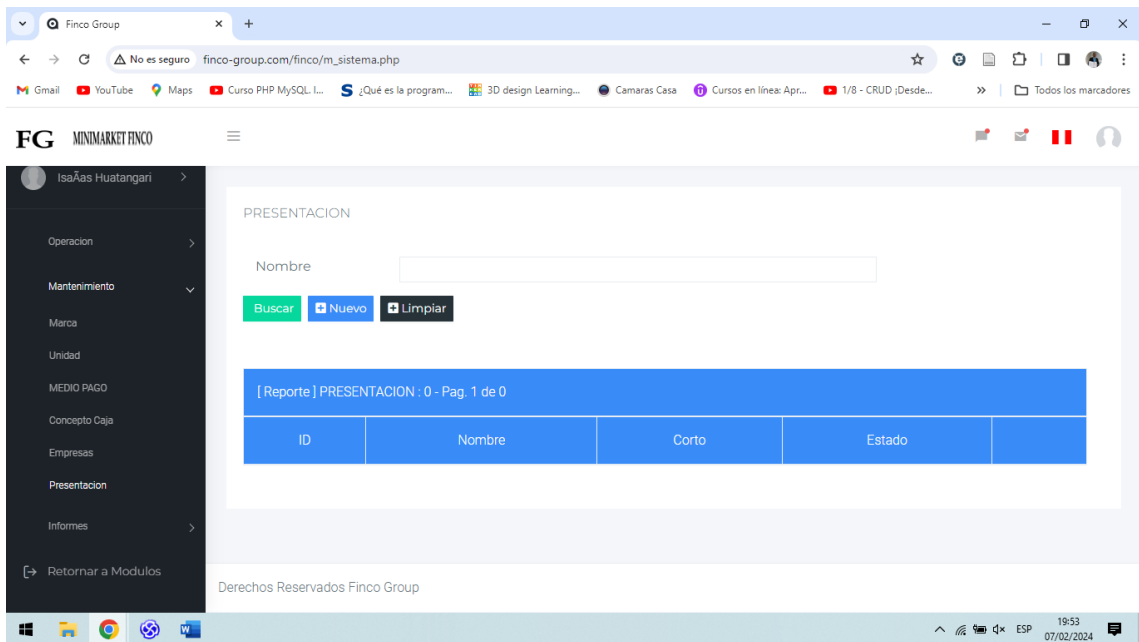 Finco Group
No es seguro finco-group.com/finco/m_sistema.php
Gmail YouTube Maps Curso PHP MySQL. I... ¿Qué es la program... 3D design Learning... Camaras Casa Cursos en línea: Apr... 1/8 - CRUD ¡Desde... » Todos los marcadores
FG MINIMARKET FINCO
IsaÃas Huatangari
Operacion
Mantenimiento
Marca
Unidad
MEDIO PAGO
Concepto Caja
Empresas
Presentacion
Informes
Retornar a Modulos
PRESENTACION
Nombre
Buscar Nuevo Limpiar
[ Reporte ] PRESENTACION : 0 - Pag. 1 de 0
ID Nombre Corto Estado
Derechos Reservados Finco Group
ESP 19:53
07/02/2024